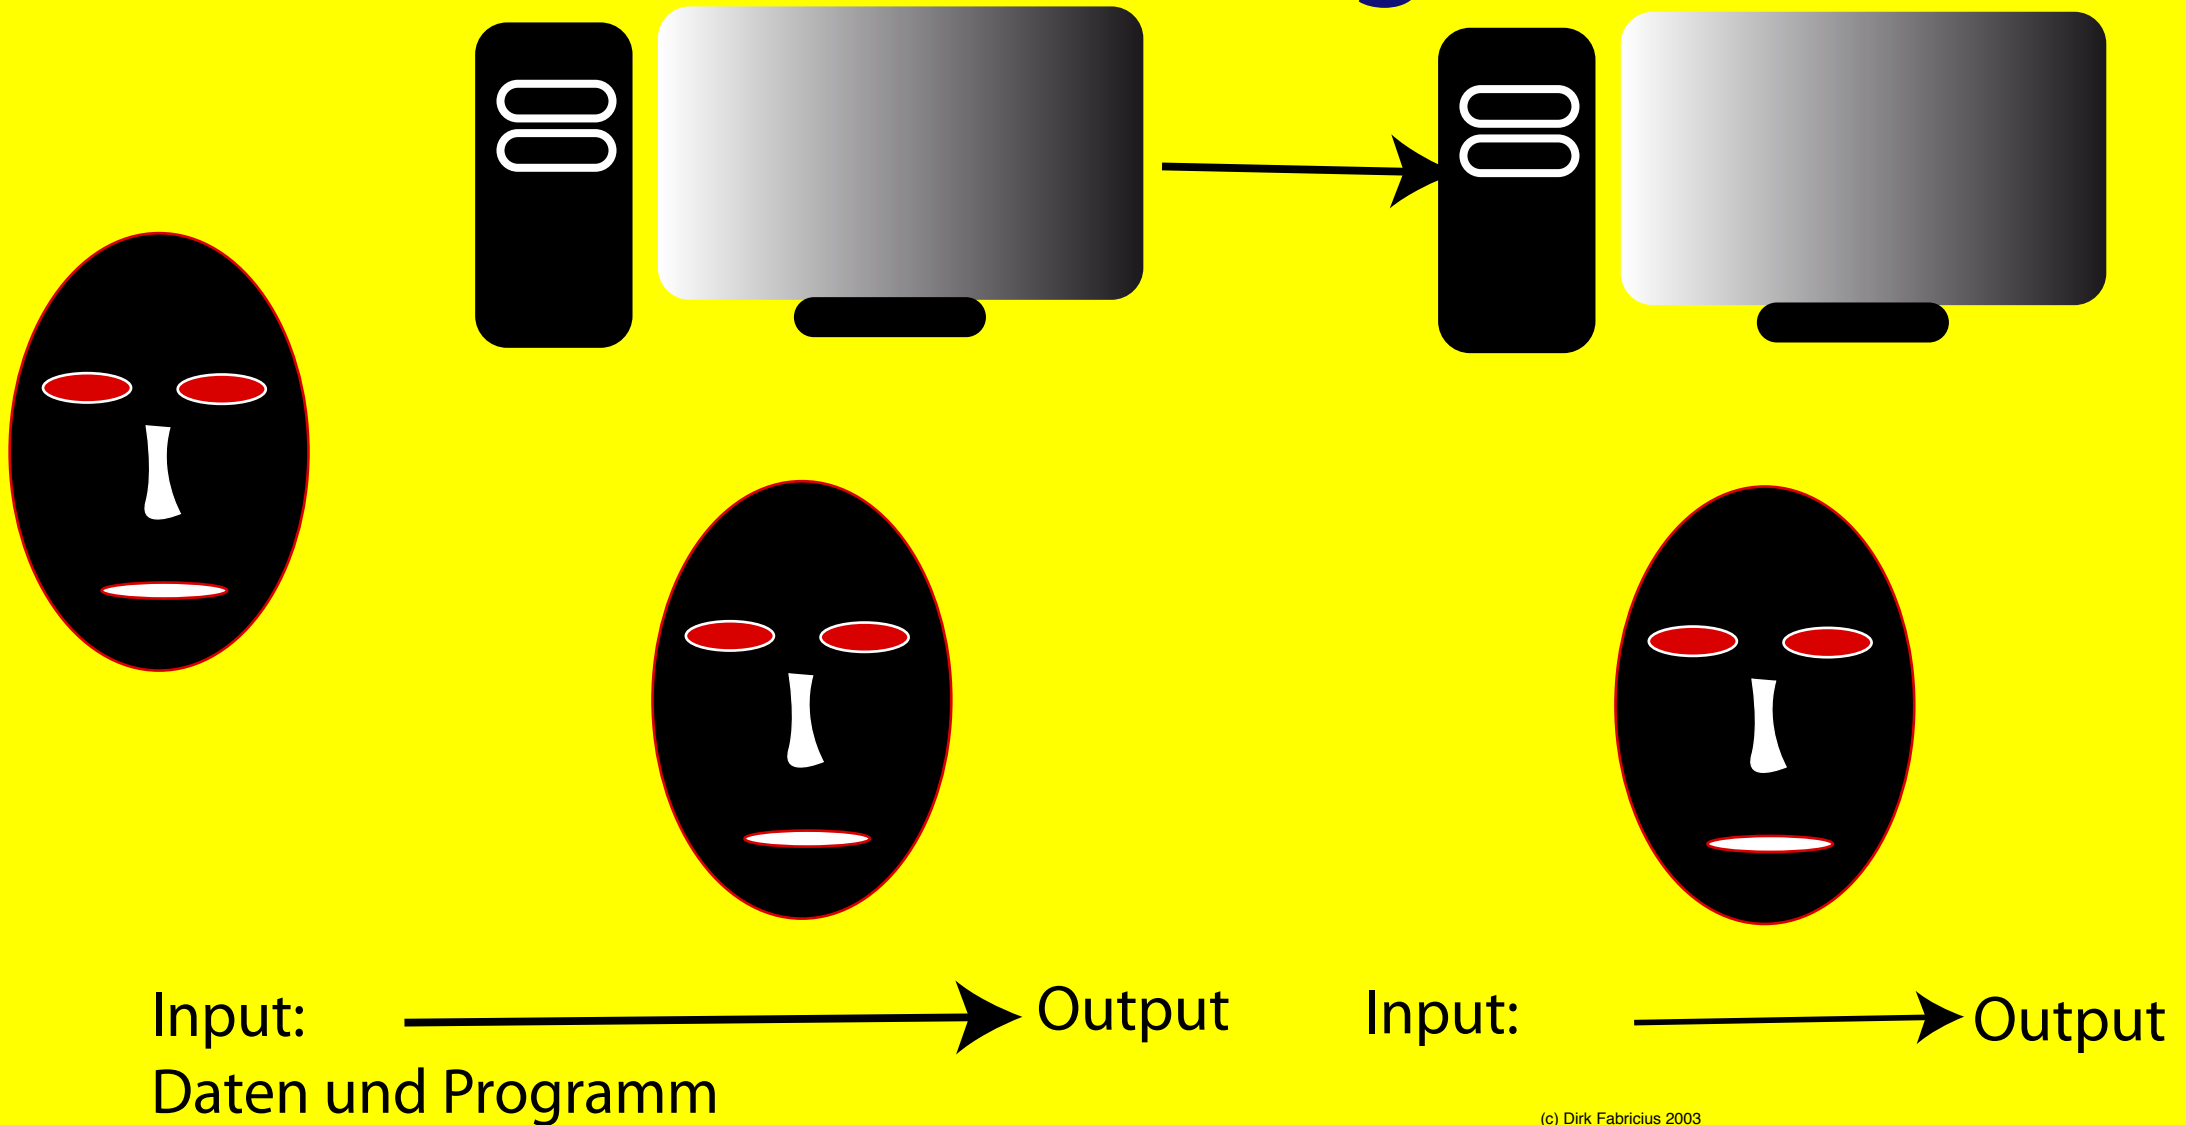 Input:
Output
Daten und Programm
Input:
Output
(c) Dirk Fabricius 2003